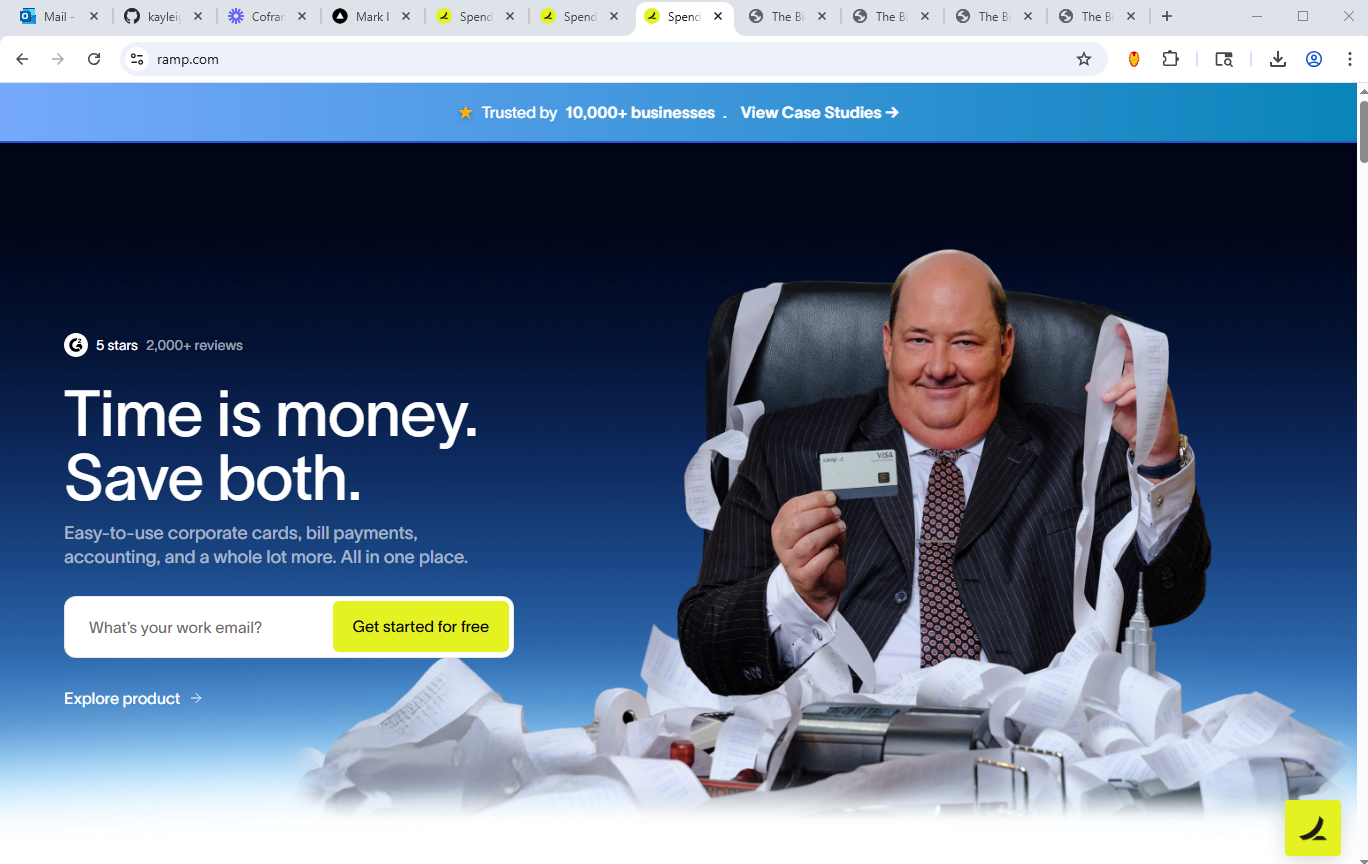 Mail -
kayleig
Cofrar
Mark I
Spend
Spend
Spend
The Bi
The Bi
The Bi
The Bi
ramp.com
Trusted by 10,000+ businesses . View Case Studies →
5 stars 2,000+ reviews
Time is money.
Save both.
Easy-to-use corporate cards, bill payments,
accounting, and a whole lot more. All in one place.
What's your work email?
Get started for free
Explore product →
ramp
VISA